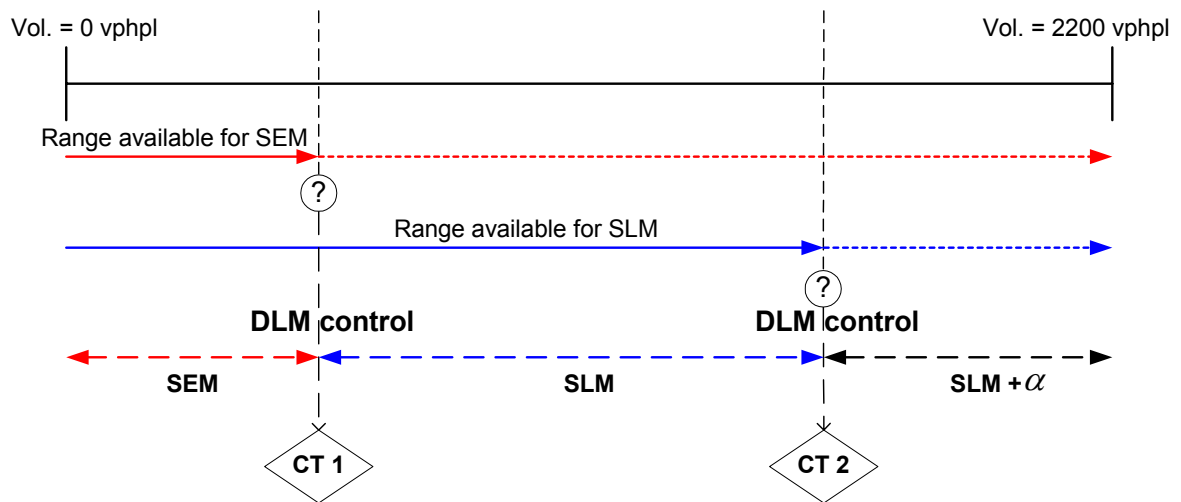 Vol. = 0 vphpl
Vol. = 2200 vphpl
Range available for SEM
?
Range available for SLM
?
DLM control
DLM control
SEM
SLM
SLM + α
CT 1
CT 2